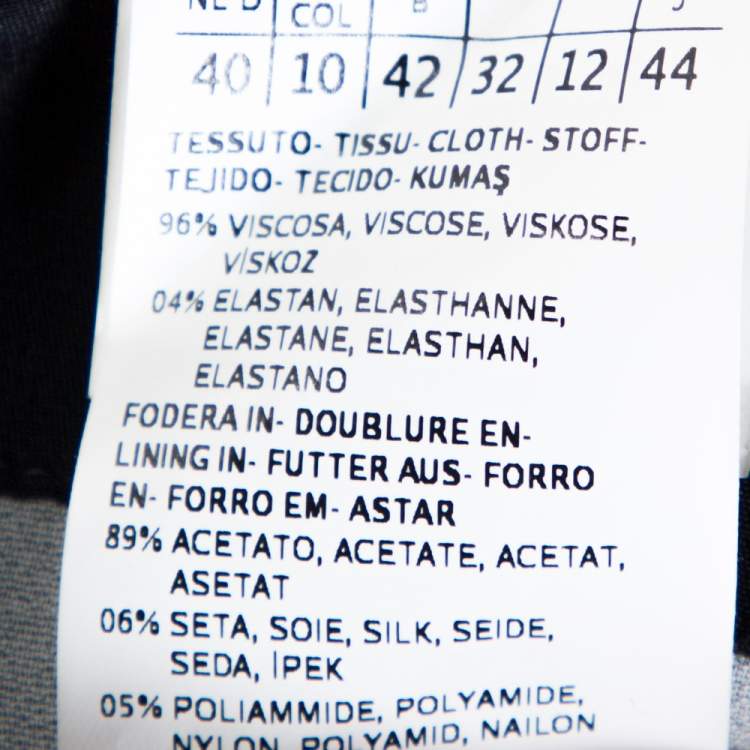 COL B J
40 10 42 32 12 44
TESSUTO- TISSU- CLOTH- STOFF-
TEJIDO- TECIDO- KUMAŞ
96% VISCOSA, VISCOSE, VISKOSE,
VISKOZ
04% ELASTAN, ELASTHANNE,
ELASTANE, ELASTHAN,
ELASTANO
FODERA IN- DOUBLURE EN-
LINING IN- FUTTER AUS- FORRO
EN- FORRO EM- ASTAR
89% ACETATO, ACETATE, ACETAT,
ASETAT
06% SETA, SOIE, SILK, SEIDE,
SEDA, İPEK
05% POLIAMMIDE, POLYAMIDE,
NYLON, POLYAMID, NAILON